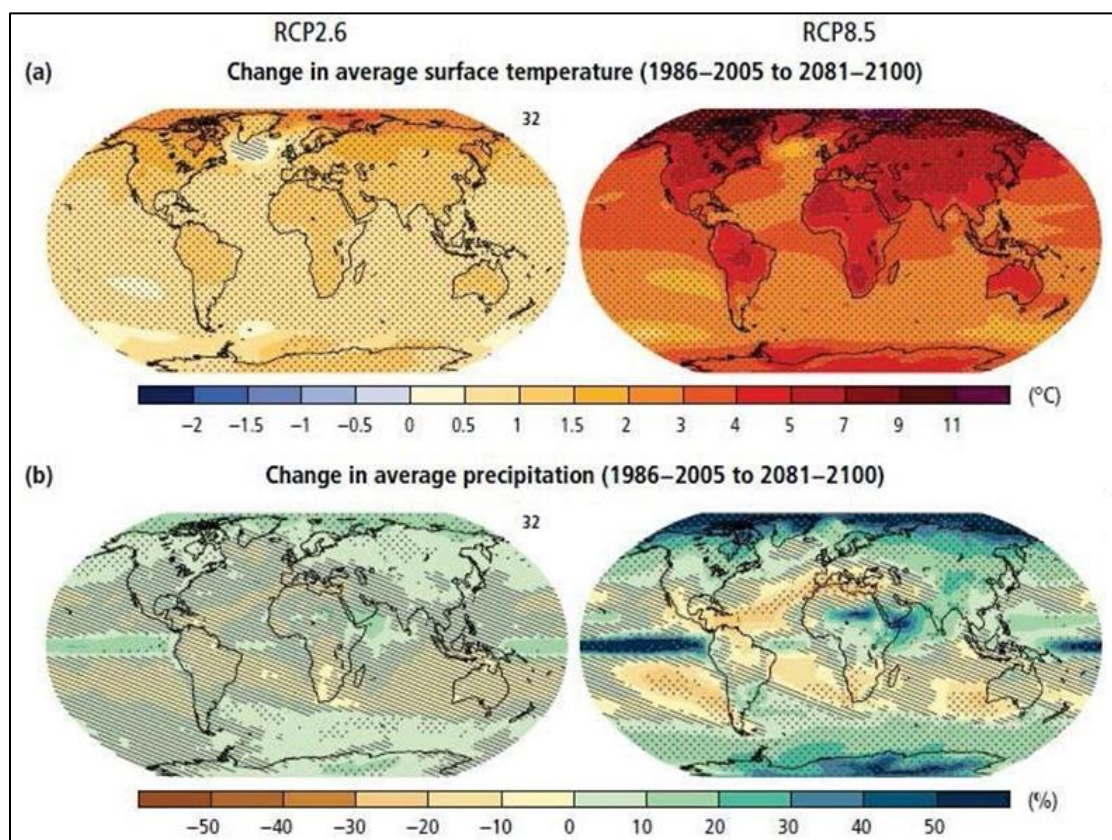 RCP2.6 RCP8.5
(a) Change in average surface temperature (1986–2005 to 2081–2100)
32
(°C)
−2 −1.5 −1 −0.5 0 0.5 1 1.5 2 3 4 5 7 9 11
(b) Change in average precipitation (1986–2005 to 2081–2100)
32
(%)
−50 −40 −30 −20 −10 0 10 20 30 40 50